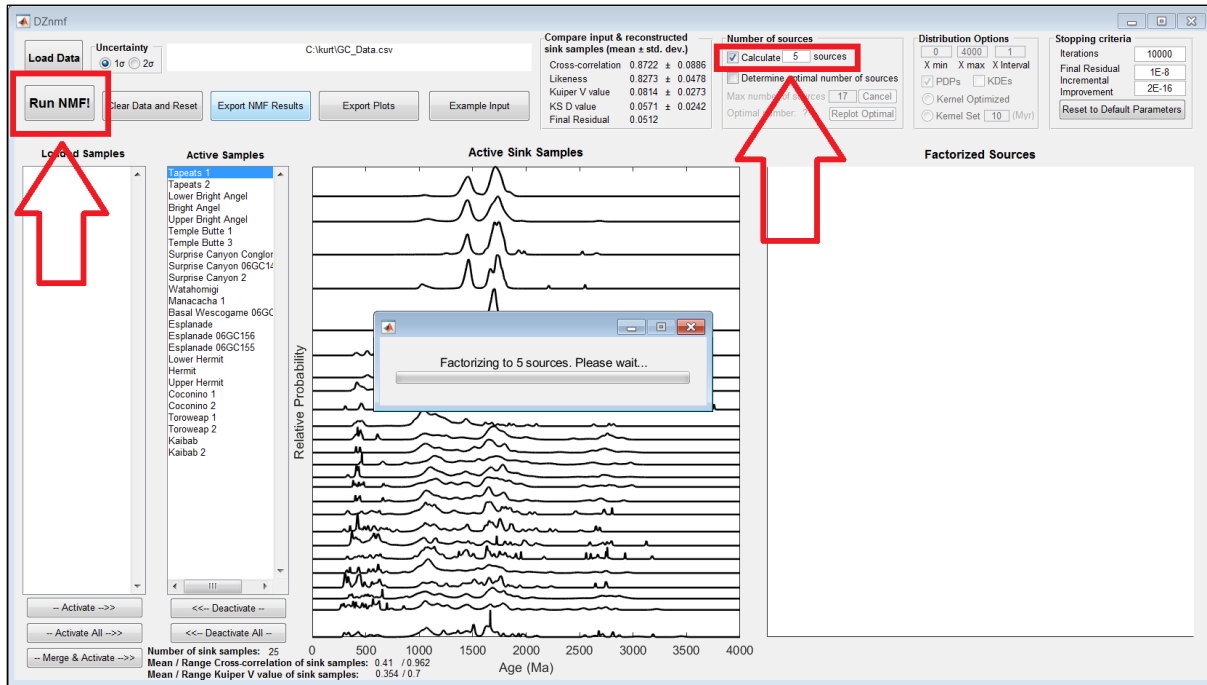 DZnmf
Load Data
Uncertainty
1σ 2σ
C:\kurt\GC_Data.csv
Run NMF!
Clear Data and Reset
Export NMF Results
Export Plots
Example Input
Compare input & reconstructed
sink samples (mean ± std. dev.)
Cross-correlation 0.8722 ± 0.0886
Likeness 0.8273 ± 0.0478
Kuiper V value 0.0814 ± 0.0273
KS D value 0.0571 ± 0.0242
Final Residual 0.0512
Number of sources
Calculate 5 sources
Determine optimal number of sources
Max number of sources 17 Cancel
Optimal number: ? Replot Optimal
Distribution Options
0 4000 1
X min X max X Interval
PDPs KDEs
Kernel Optimized
Kernel Set 10 (Myr)
Stopping criteria
Iterations 10000
Final Residual 1E-8
Incremental
Improvement 2E-16
Reset to Default Parameters
Loaded Samples
Active Samples
Tapeats 1
Tapeats 2
Lower Bright Angel
Bright Angel
Upper Bright Angel
Temple Butte 1
Temple Butte 3
Surprise Canyon Conglor
Surprise Canyon 06GC14
Surprise Canyon 2
Watahomigi
Manacacha 1
Basal Wescogame 06GC
Esplanade
Esplanade 06GC156
Esplanade 06GC155
Lower Hermit
Hermit
Upper Hermit
Coconino 1
Coconino 2
Toroweap 1
Toroweap 2
Kaibab
Kaibab 2
Active Sink Samples
Relative Probability
Factorizing to 5 sources. Please wait...
0 500 1000 1500 2000 2500 3000 3500 4000
Age (Ma)
Factorized Sources
-- Activate -->>
<<-- Deactivate --
-- Activate All -->>
<<-- Deactivate All --
-- Merge & Activate -->>
Number of sink samples: 25
Mean / Range Cross-correlation of sink samples: 0.41 / 0.962
Mean / Range Kuiper V value of sink samples: 0.354 / 0.7